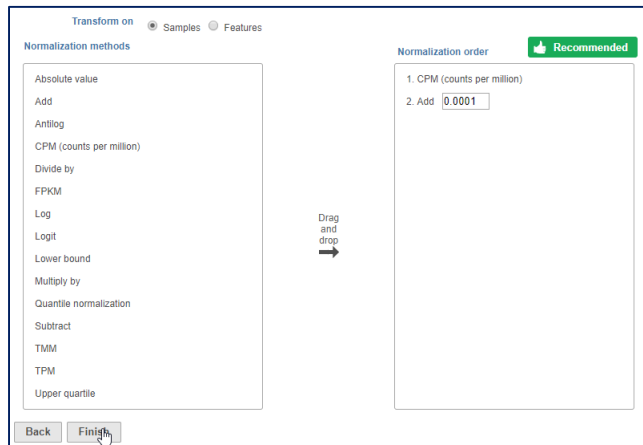 Transform on Samples Features
Normalization methods
Normalization order
Recommended
Absolute value
Add
Antilog
CPM (counts per million)
Divide by
FPKM
Log
Logit
Lower bound
Multiply by
Quantile normalization
Subtract
TMM
TPM
Upper quartile
Drag
and
drop
1. CPM (counts per million)
2. Add 0.0001
Back Finish